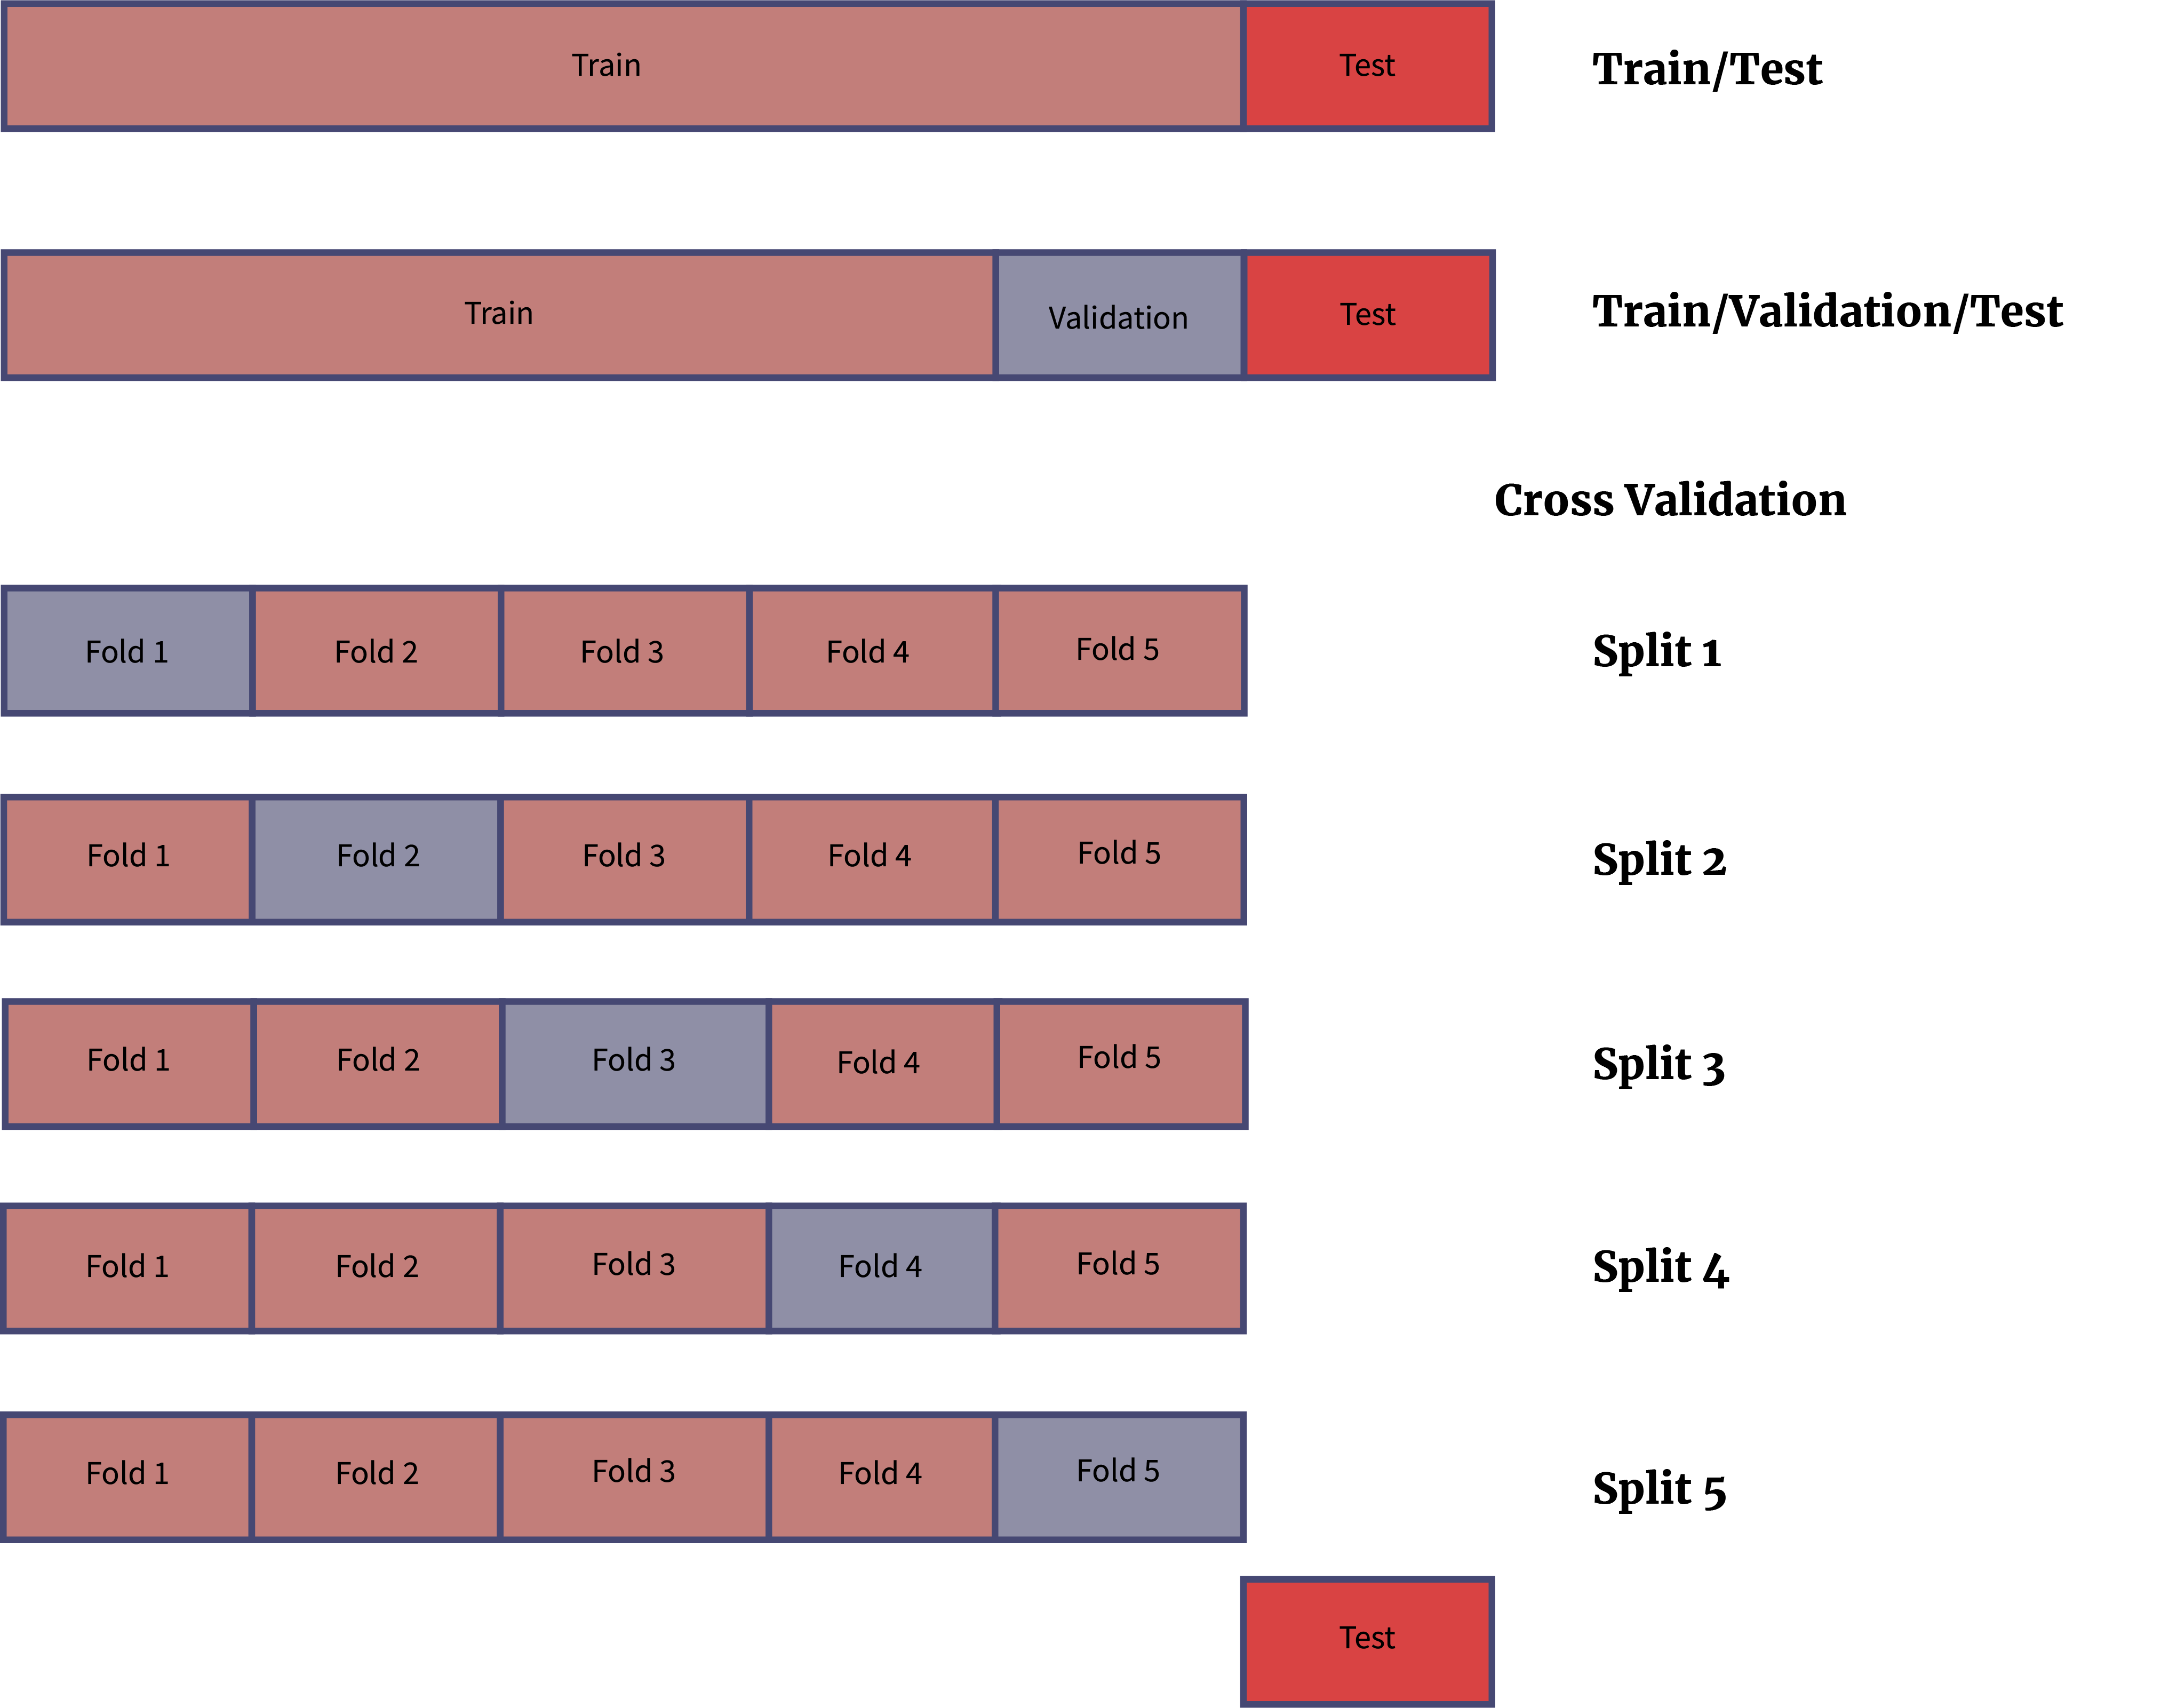 Train
Test
Train/Test
Train
Validation
Test
Train/Validation/Test
Cross Validation
Fold 1
Fold 2
Fold 3
Fold 4
Fold 5
Split 1
Fold 1
Fold 2
Fold 3
Fold 4
Fold 5
Split 2
Fold 1
Fold 2
Fold 3
Fold 4
Fold 5
Split 3
Fold 1
Fold 2
Fold 3
Fold 4
Fold 5
Split 4
Fold 1
Fold 2
Fold 3
Fold 4
Fold 5
Split 5
Test